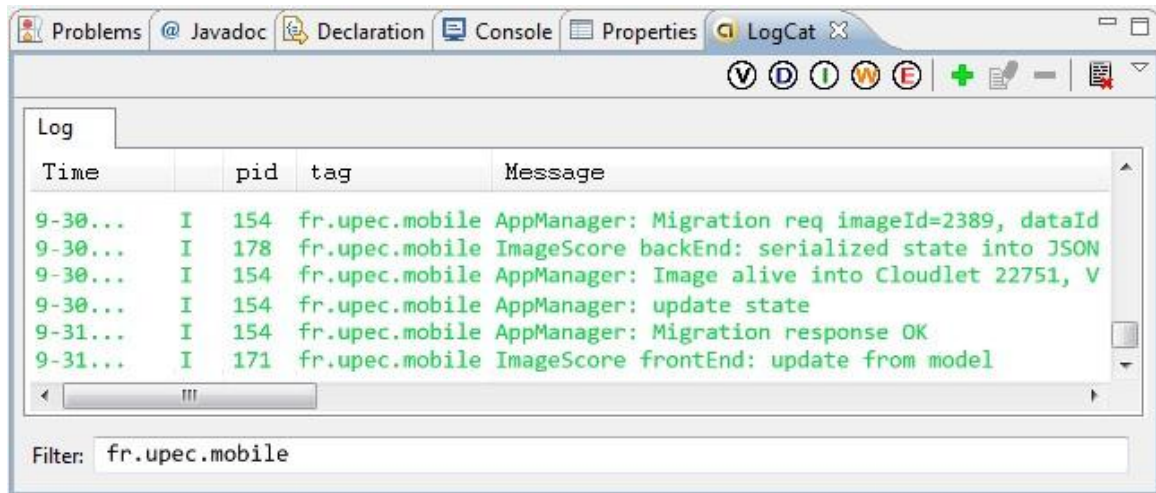 Problems @ Javadoc Declaration Console Properties LogCat
V D I W E
Log
Time pid tag Message
9-30... I 154 fr.upec.mobile AppManager: Migration req imageId=2389, dataId
9-30... I 178 fr.upec.mobile ImageScore backEnd: serialized state into JSON
9-30... I 154 fr.upec.mobile AppManager: Image alive into Cloudlet 22751, V
9-30... I 154 fr.upec.mobile AppManager: update state
9-31... I 154 fr.upec.mobile AppManager: Migration response OK
9-31... I 171 fr.upec.mobile ImageScore frontEnd: update from model
Filter: fr.upec.mobile